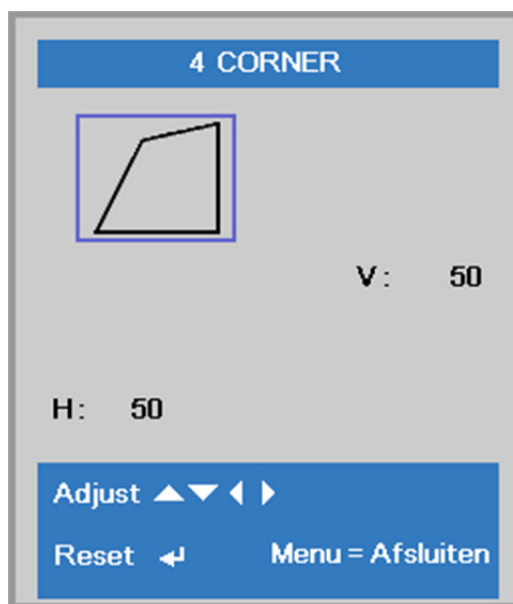 4 CORNER
V: 50
H: 50
Adjust
Reset Menu = Afsluiten